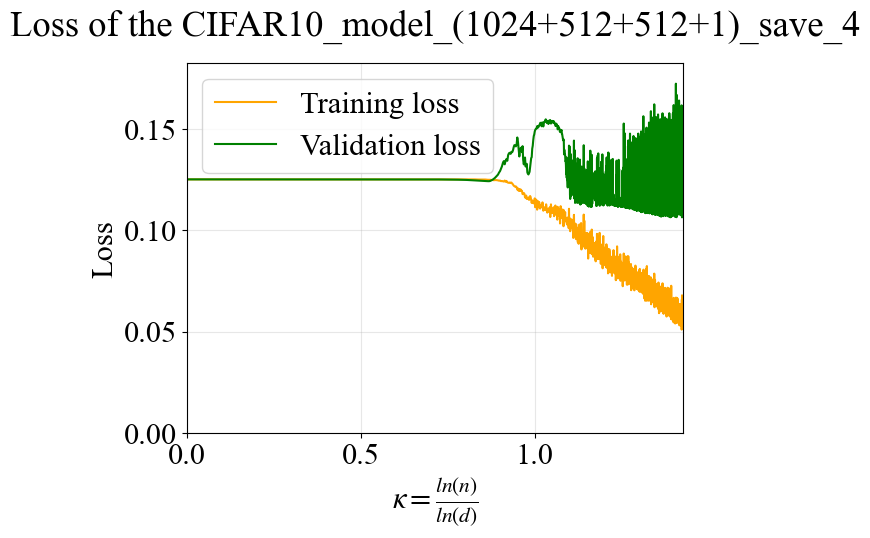 Loss of the CIFAR10_model_(1024+512+512+1)_save_4
Training loss
Validation loss
Loss
0.15
0.10
0.05
0.00
0.0 0.5 1.0
κ = ln(n) / ln(d)